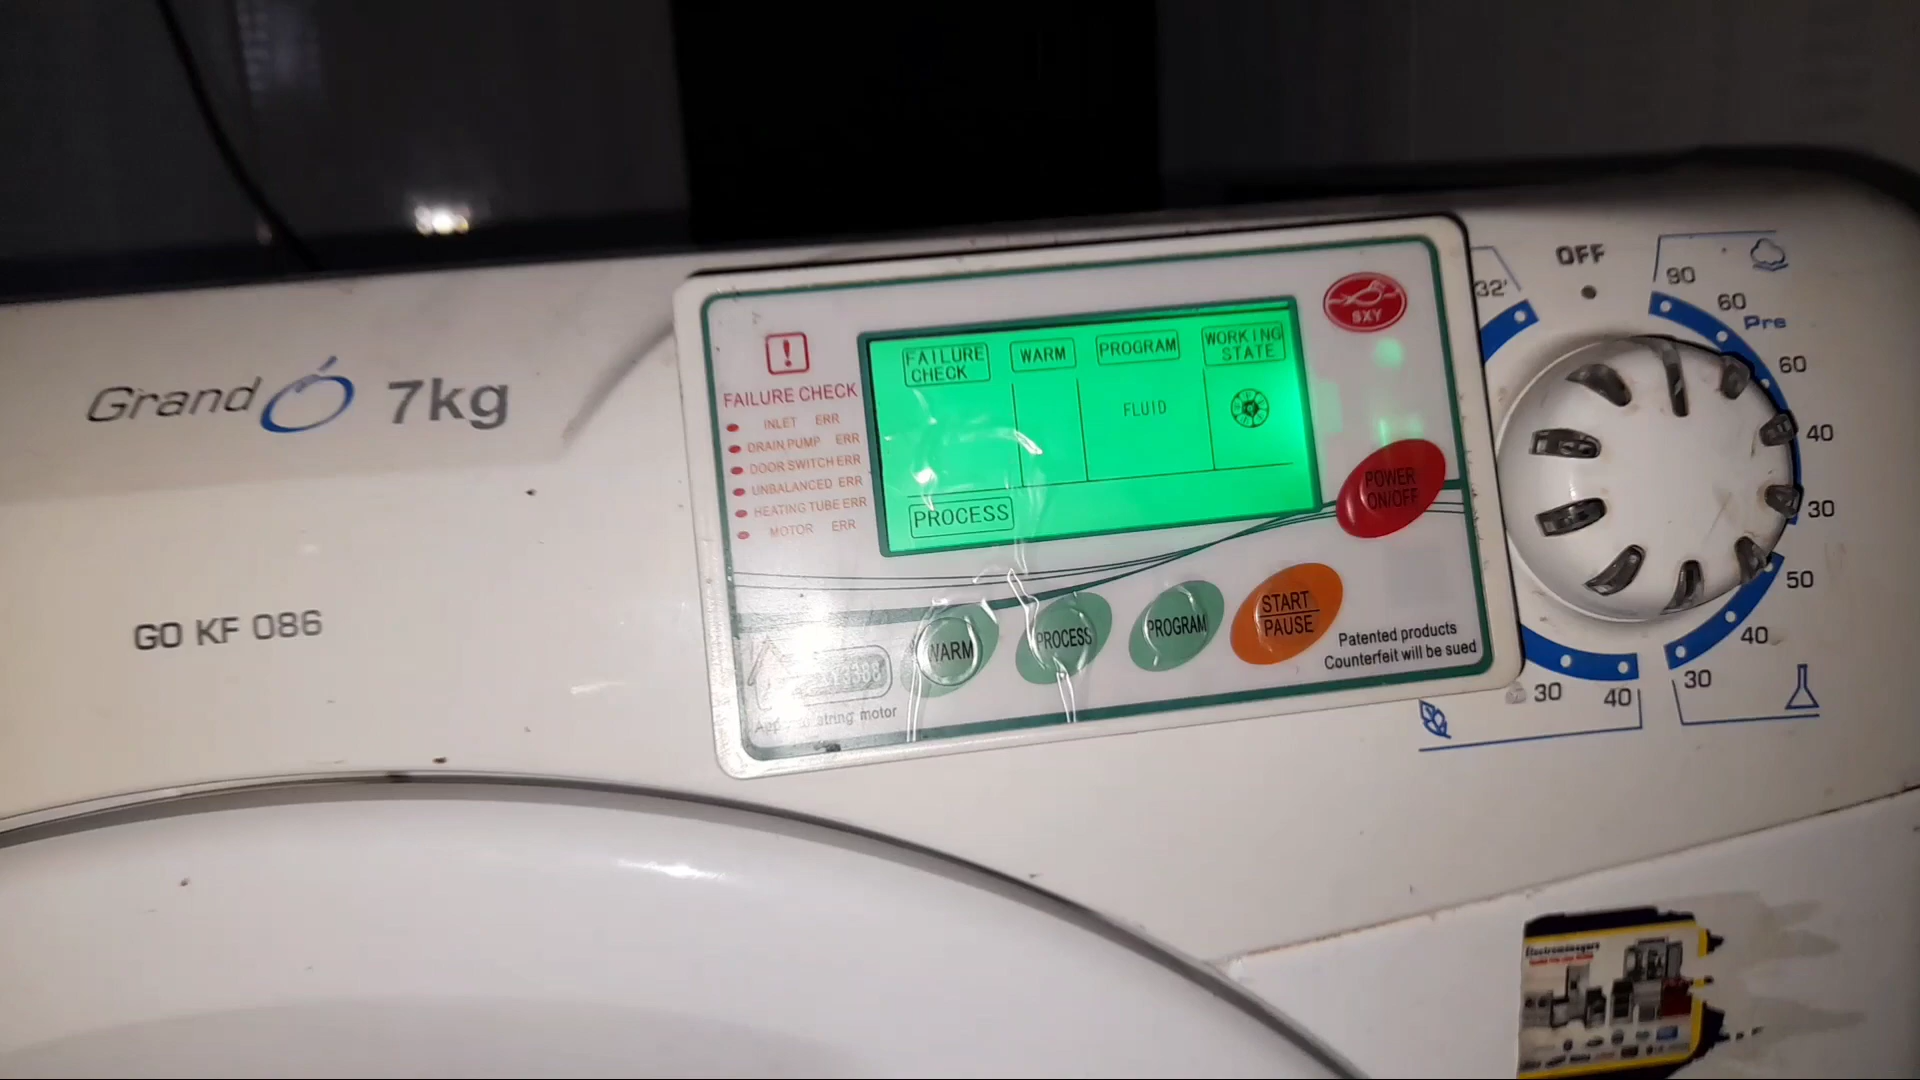 Grand Ó 7kg
GO KF 086
FAILURE CHECK
INLET ERR
DRAIN PUMP ERR
DOOR SWITCH ERR
UNBALANCED ERR
HEATING TUBE ERR
MOTOR ERR
FAILURE
CHECK
WARM
PROGRAM
WORKING
STATE
FLUID
PROCESS
SXY
POWER
ON/OFF
WARM
PROCESS
PROGRAM
START
PAUSE
Patented products
Counterfeit will be sued
motor
OFF
32'
90
60
Pre
60
40
30
50
40
30
30
40